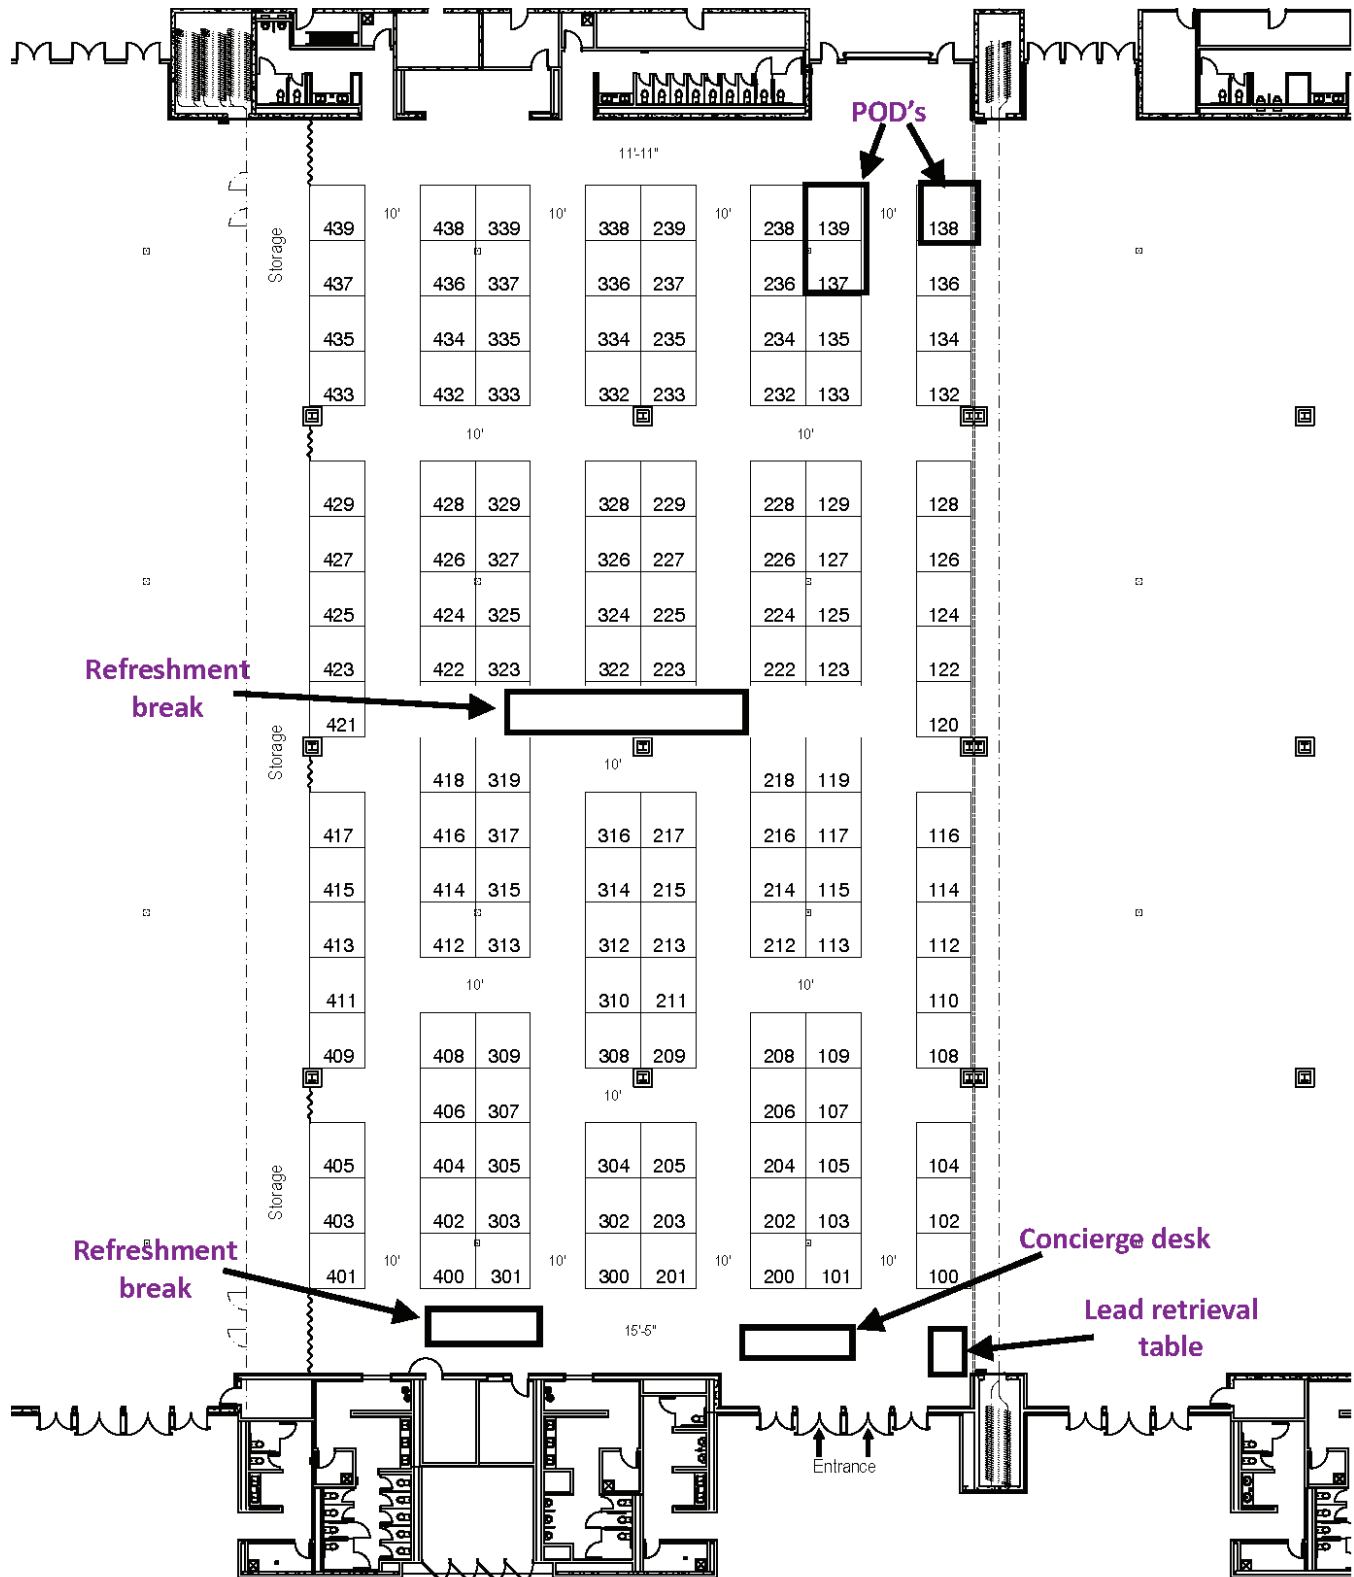 POD's
11'-11"
439 10' 438 339 10' 338 239 10' 238 139 10' 138
Storage
437 436 337 336 237 236 137 136
435 434 335 334 235 234 135 134
433 432 333 332 233 232 133 132
10' 10'
429 428 329 328 229 228 129 128
427 426 327 326 227 226 127 126
425 424 325 324 225 224 125 124
423 422 323 322 223 222 123 122
Refreshment
break
421 120
Storage
10'
418 319 218 119
417 416 317 316 217 216 117 116
415 414 315 314 215 214 115 114
413 412 313 312 213 212 113 112
10' 10'
411 310 211 110
409 408 309 308 209 208 109 108
10'
406 307 206 107
405 404 305 304 205 204 105 104
Storage
403 402 303 302 203 202 103 102
Refreshment
break
Concierge desk
10' 10' 10' 10'
401 400 301 300 201 200 101 100
Lead retrieval
table
15'-5"
Entrance